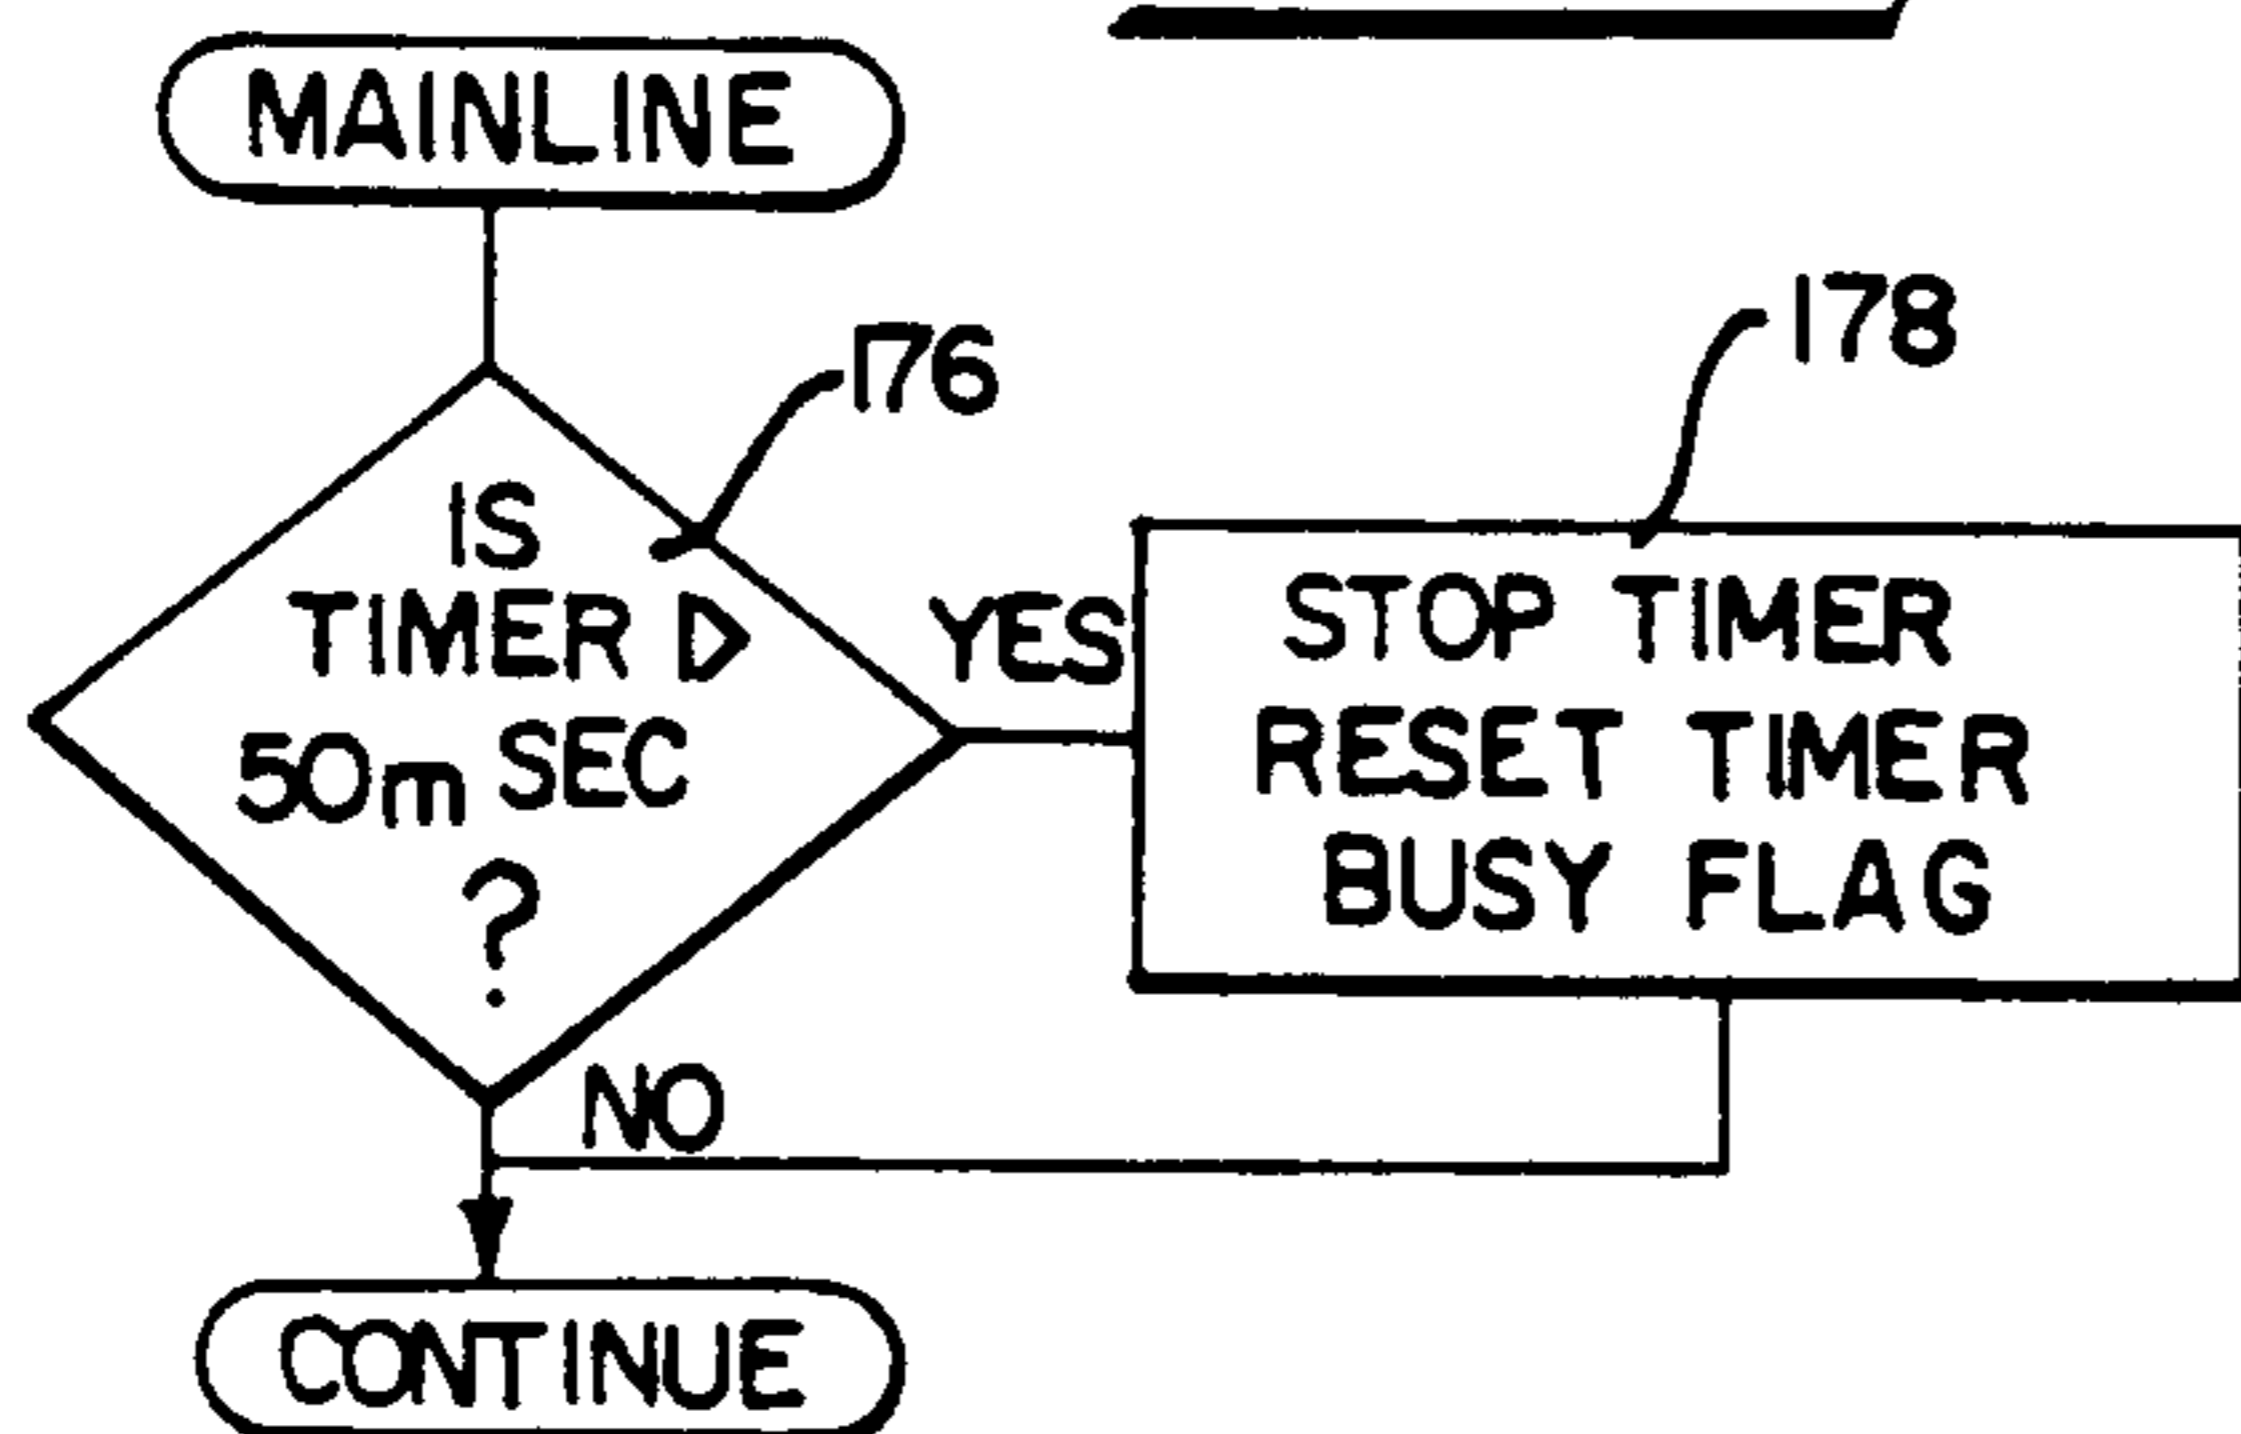 MAINLINE
176
178
IS
TIMER D
50m SEC
?
YES
STOP TIMER
RESET TIMER
BUSY FLAG
NO
CONTINUE